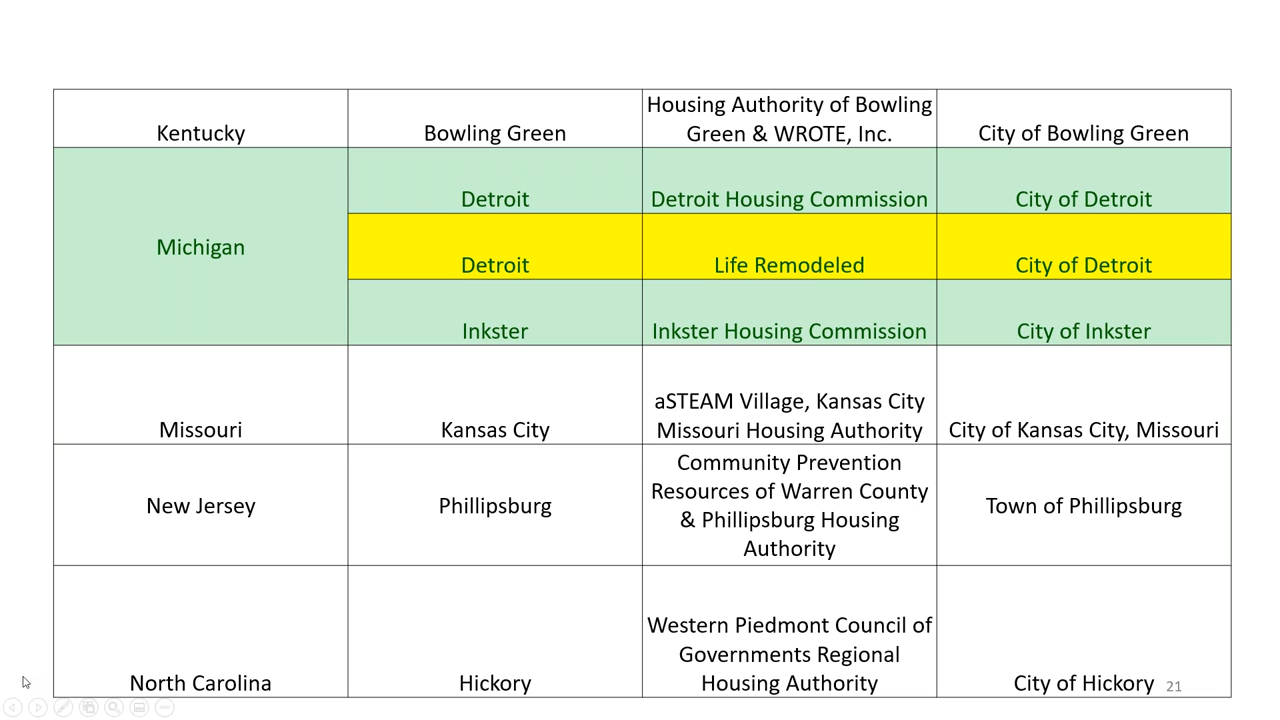 Kentucky
Bowling Green
Housing Authority of Bowling
Green & WROTE, Inc.
City of Bowling Green
Michigan
Detroit
Detroit Housing Commission
City of Detroit
Detroit
Life Remodeled
City of Detroit
Inkster
Inkster Housing Commission
City of Inkster
Missouri
Kansas City
aSTEAM Village, Kansas City
Missouri Housing Authority
City of Kansas City, Missouri
New Jersey
Phillipsburg
Community Prevention
Resources of Warren County
& Phillipsburg Housing
Authority
Town of Phillipsburg
North Carolina
Hickory
Western Piedmont Council of
Governments Regional
Housing Authority
City of Hickory
21